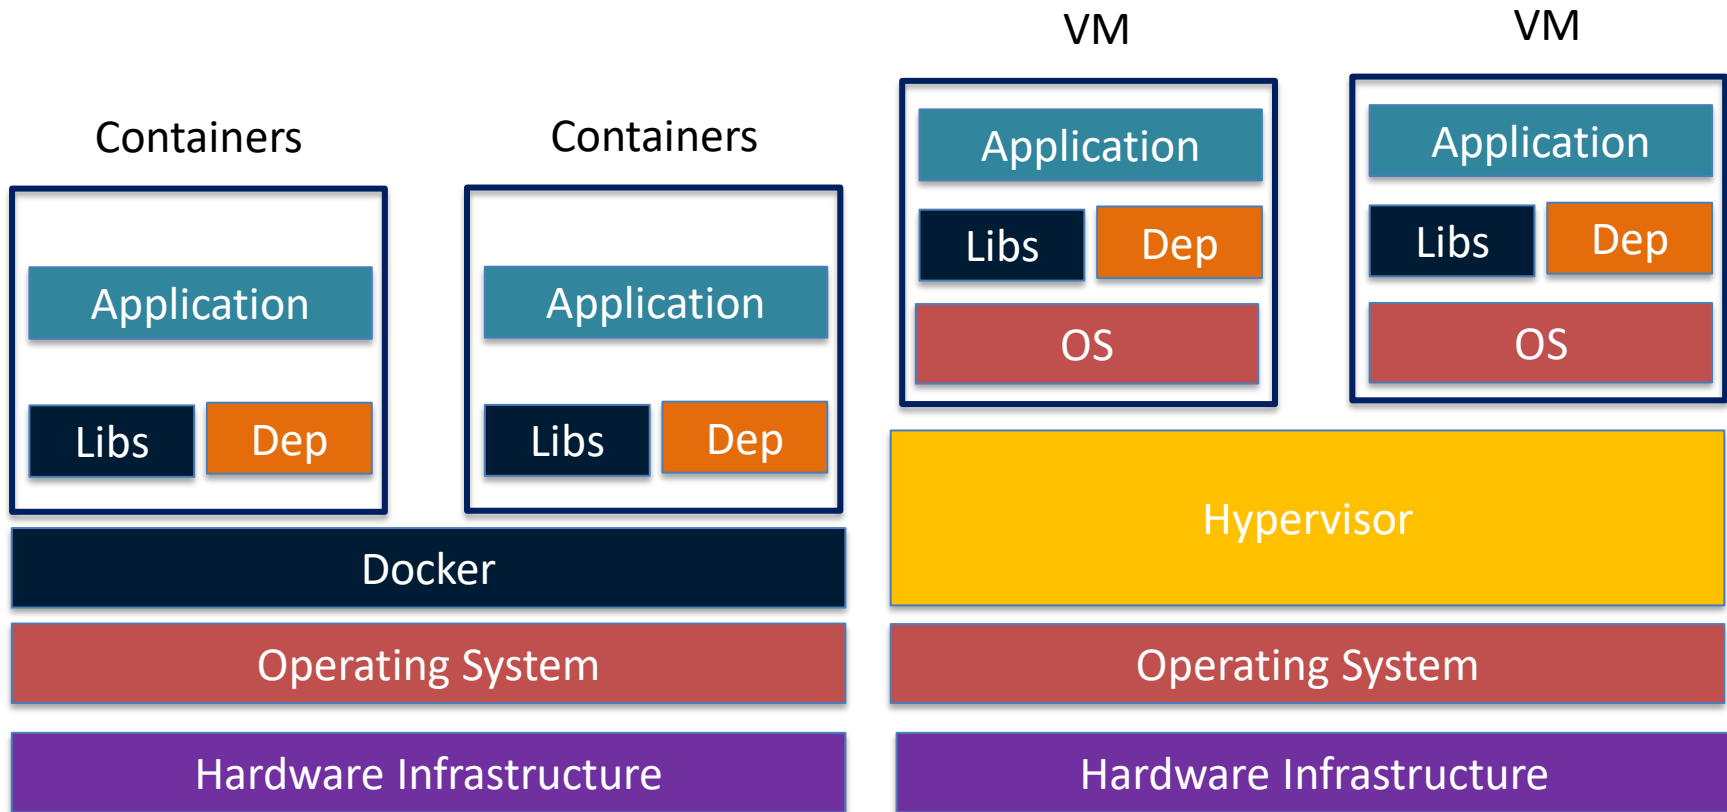 Containers
Application
Libs Dep
Containers
Application
Libs Dep
Docker
Operating System
Hardware Infrastructure
VM
Application
Libs Dep
OS
VM
Application
Libs Dep
OS
Hypervisor
Operating System
Hardware Infrastructure